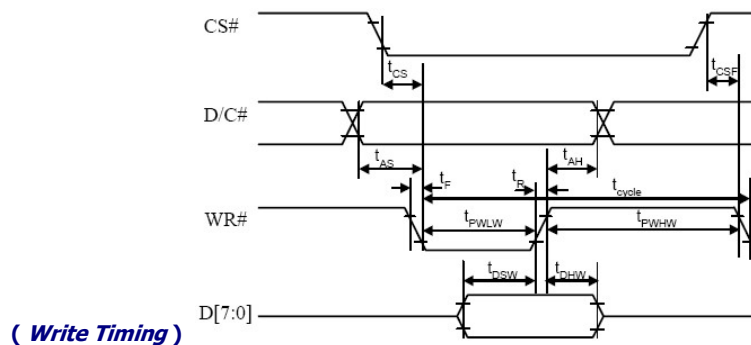 CS#
tCS
tCSF
D/C#
tAS
tAH
tF
tR
tcycle
WR#
tPWLW
tPWHW
tDSW
tDHW
D[7:0]
( Write Timing )